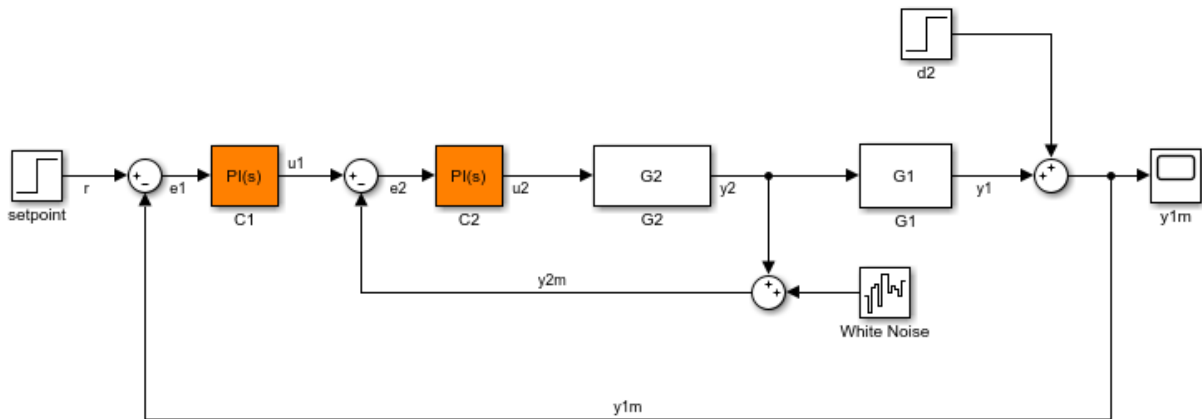 d2
setpoint
r
e1
PI(s)
C1
u1
e2
PI(s)
C2
u2
G2
G2
y2
G1
G1
y1
y1m
y2m
White Noise
y1m